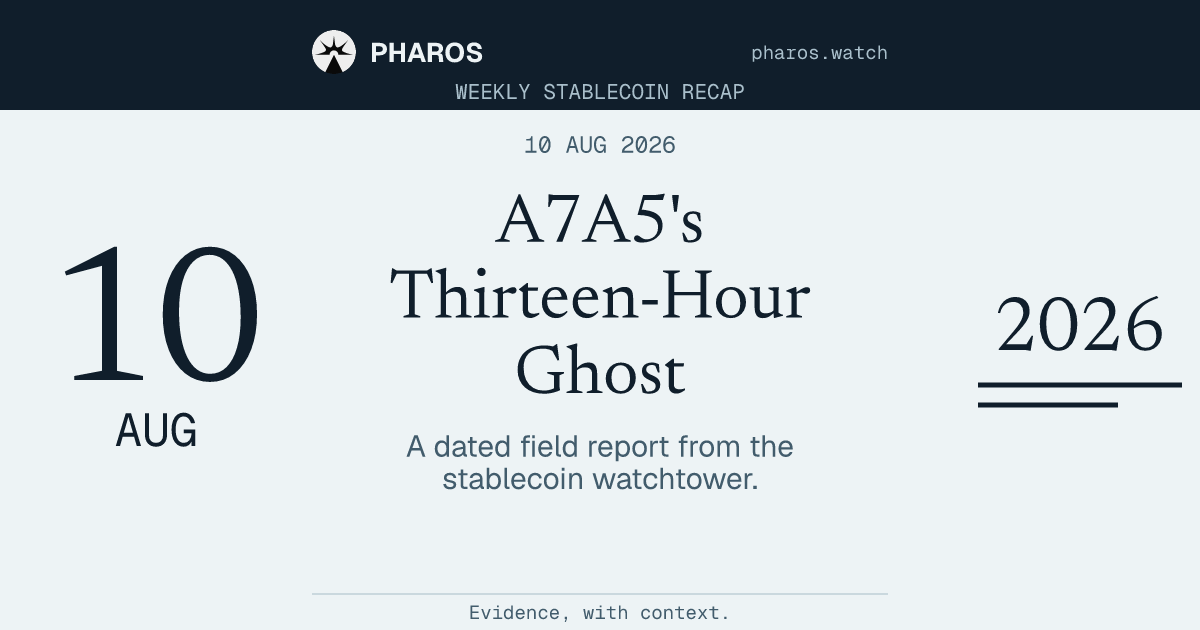 PHAROS
pharos.watch
WEEKLY STABLECOIN RECAP
10 AUG 2026
A7A5's
Thirteen-Hour
Ghost
A dated field report from the
stablecoin watchtower.
10
AUG
2026
Evidence, with context.